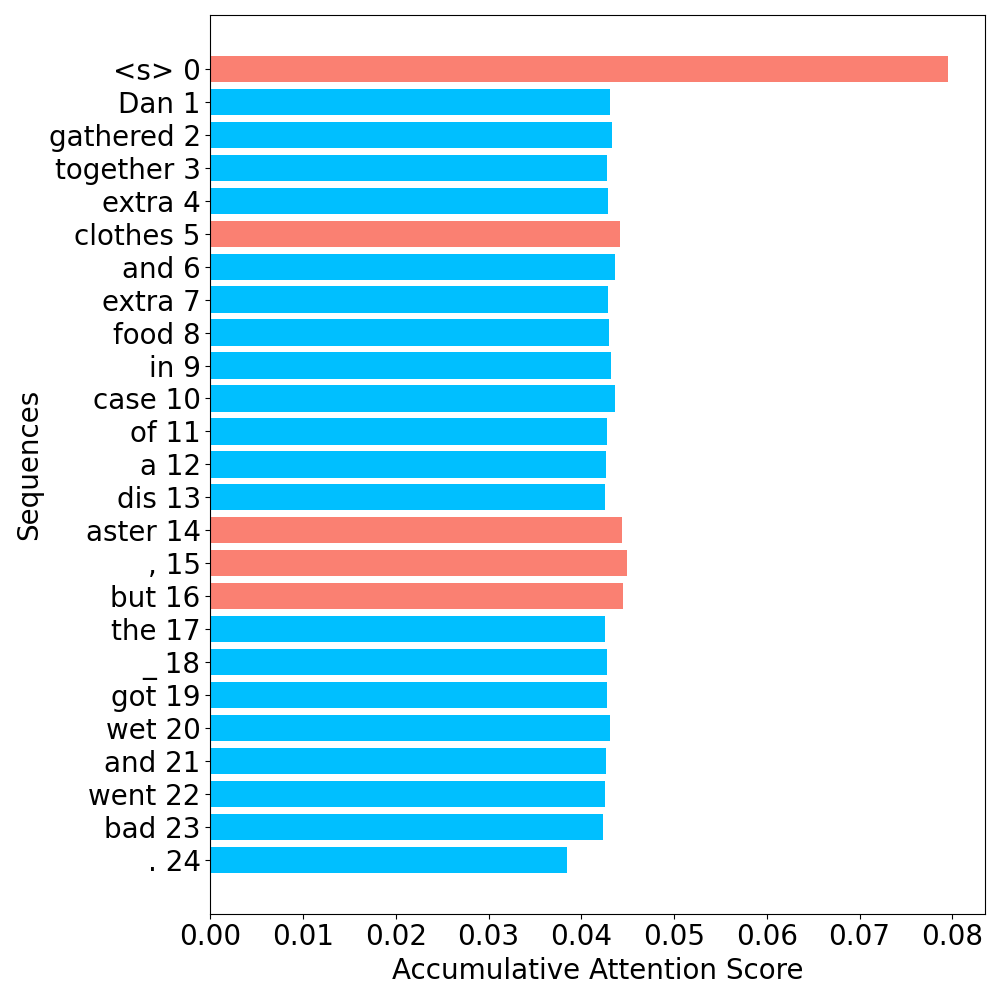 <s> 0
Dan 1
gathered 2
together 3
extra 4
clothes 5
and 6
extra 7
food 8
in 9
case 10
of 11
a 12
dis 13
aster 14
, 15
but 16
the 17
_ 18
got 19
wet 20
and 21
went 22
bad 23
. 24
Sequences
0.00 0.01 0.02 0.03 0.04 0.05 0.06 0.07 0.08
Accumulative Attention Score